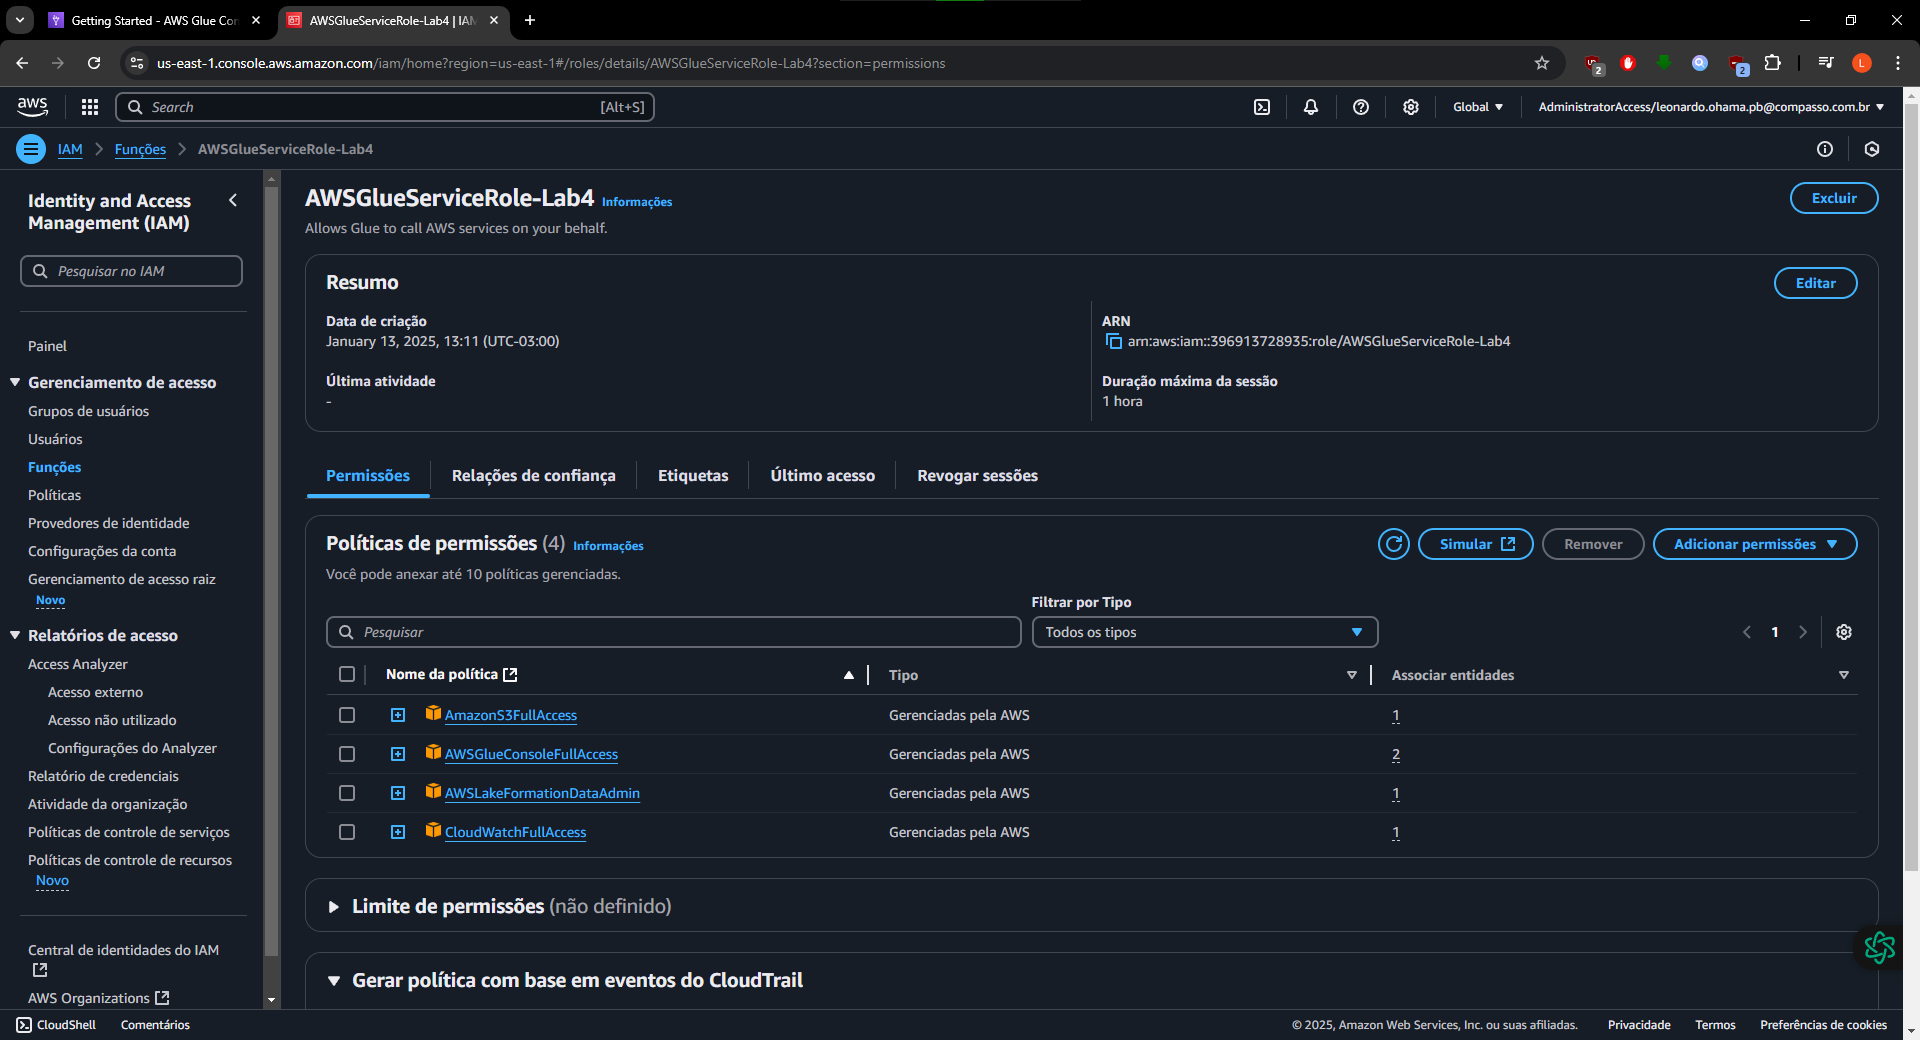 Getting Started - AWS Glue Con
AWSGlueServiceRole-Lab4 | IAM
us-east-1.console.aws.amazon.com/iam/home?region=us-east-1#/roles/details/AWSGlueServiceRole-Lab4?section=permissions
2
2
L
aws
Search
[Alt+S]
Global
AdministratorAccess/leonardo.ohama.pb@compasso.com.br
IAM
Funções
AWSGlueServiceRole-Lab4
Identity and Access
Management (IAM)
Pesquisar no IAM
Painel
Gerenciamento de acesso
Grupos de usuários
Usuários
Funções
Políticas
Provedores de identidade
Configurações da conta
Gerenciamento de acesso raiz
Novo
Relatórios de acesso
Access Analyzer
Acesso externo
Acesso não utilizado
Configurações do Analyzer
Relatório de credenciais
Atividade da organização
Políticas de controle de serviços
Políticas de controle de recursos
Novo
Central de identidades do IAM
AWS Organizations
AWSGlueServiceRole-Lab4 Informações
Excluir
Allows Glue to call AWS services on your behalf.
Resumo
Editar
Data de criação
January 13, 2025, 13:11 (UTC-03:00)
ARN
arn:aws:iam::396913728935:role/AWSGlueServiceRole-Lab4
Última atividade
-
Duração máxima da sessão
1 hora
Permissões
Relações de confiança
Etiquetas
Último acesso
Revogar sessões
Políticas de permissões (4) Informações
Simular
Remover
Adicionar permissões
Você pode anexar até 10 políticas gerenciadas.
Filtrar por Tipo
Pesquisar
Todos os tipos
1
Nome da política
Tipo
Associar entidades
AmazonS3FullAccess
Gerenciadas pela AWS
1
AWSGlueConsoleFullAccess
Gerenciadas pela AWS
2
AWSLakeFormationDataAdmin
Gerenciadas pela AWS
1
CloudWatchFullAccess
Gerenciadas pela AWS
1
Limite de permissões (não definido)
Gerar política com base em eventos do CloudTrail
CloudShell
Comentários
© 2025, Amazon Web Services, Inc. ou suas afiliadas.
Privacidade
Termos
Preferências de cookies